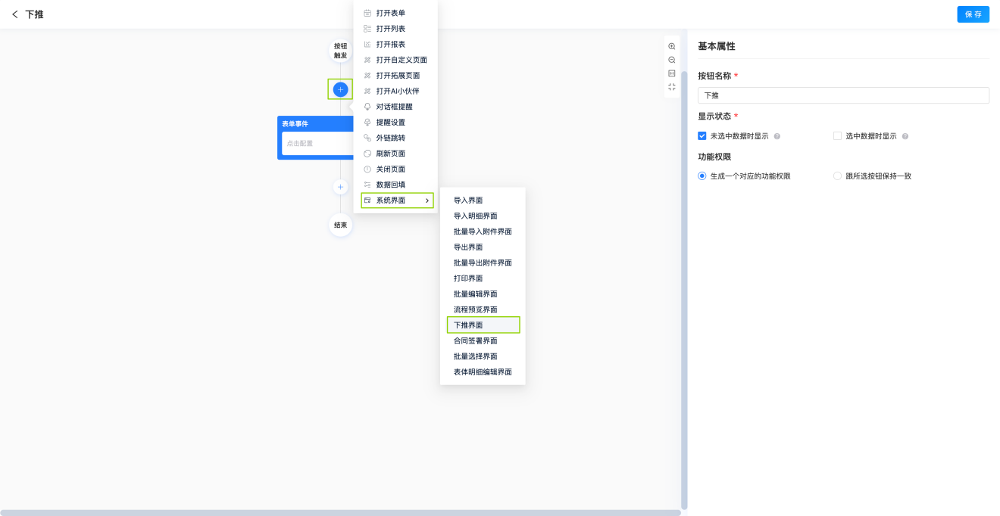 下推
保 存
按钮
触发
表单事件
点击配置
结束
打开表单
打开列表
打开报表
打开自定义页面
打开拓展页面
打开AI小伙伴
对话框提醒
提醒设置
外链跳转
刷新页面
关闭页面
数据回填
系统界面
导入界面
导入明细界面
批量导入附件界面
导出界面
批量导出附件界面
打印界面
批量编辑界面
流程预览界面
下推界面
合同签署界面
批量选择界面
表体明细编辑界面
基本属性
按钮名称 *
下推
显示状态 *
未选中数据时显示
选中数据时显示
功能权限
生成一个对应的功能权限
跟所选按钮保持一致